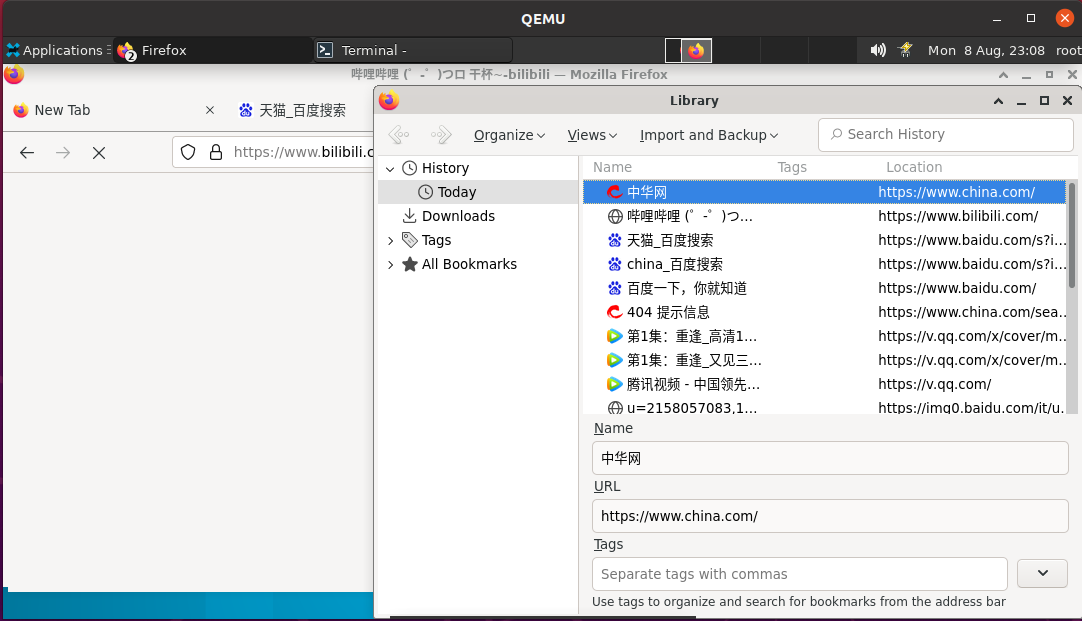 QEMU
Applications
2
Firefox
Terminal -
Mon 8 Aug, 23:08 root
哔哩哔哩 (゜-゜)つロ 干杯~-bilibili — Mozilla Firefox
New Tab
天猫_百度搜索
https://www.bilibili.c
Library
Organize
Views
Import and Backup
Search History
History
Today
Downloads
Tags
All Bookmarks
Name Tags Location
中华网 https://www.china.com/
哔哩哔哩 (゜-゜)つ… https://www.bilibili.com/
天猫_百度搜索 https://www.baidu.com/s?i…
china_百度搜索 https://www.baidu.com/s?i…
百度一下，你就知道 https://www.baidu.com/
404 提示信息 https://www.china.com/sea…
第1集：重逢_高清1… https://v.qq.com/x/cover/m…
第1集：重逢_又见三… https://v.qq.com/x/cover/m…
腾讯视频 - 中国领先… https://v.qq.com/
u=2158057083,1… https://img0.baidu.com/it/u…
Name
中华网
URL
https://www.china.com/
Tags
Separate tags with commas
Use tags to organize and search for bookmarks from the address bar